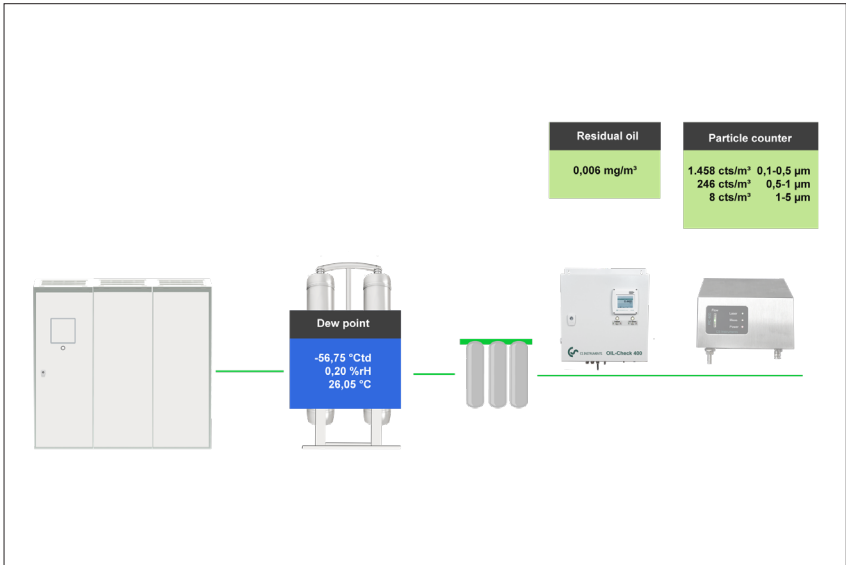 Residual oil
0,006 mg/m³
Particle counter
1.458 cts/m³ 0,1-0,5 µm
246 cts/m³ 0,5-1 µm
8 cts/m³ 1-5 µm
Dew point
-56,75 °Ctd
0,20 %rH
26,05 °C
OIL-Check 400